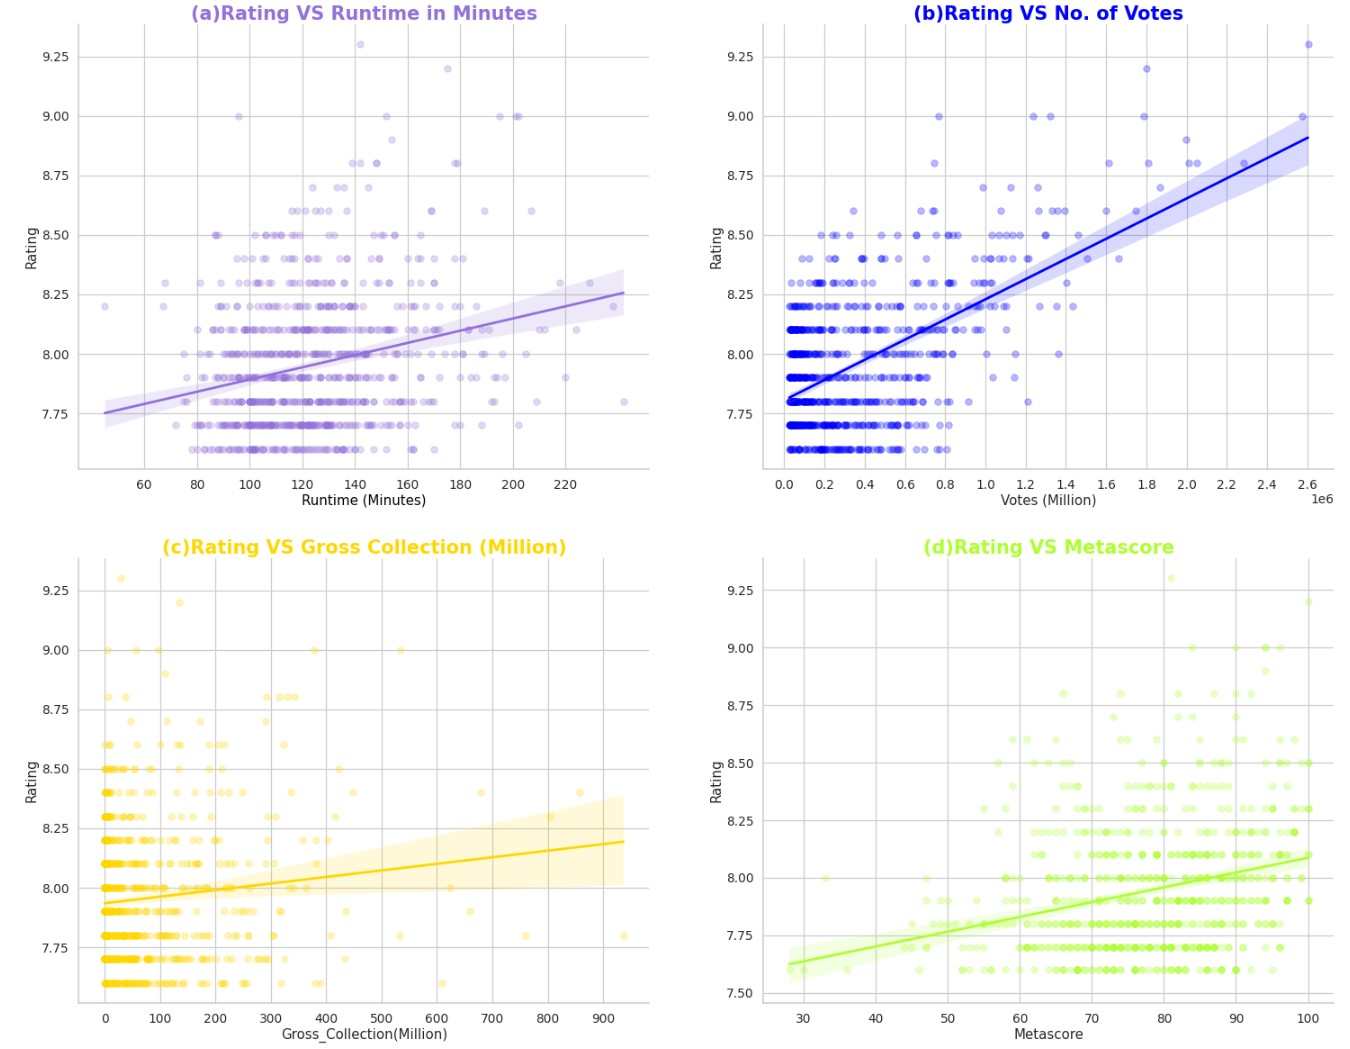 (a)Rating VS Runtime in Minutes
9.25
9.00
8.75
8.50
8.25
8.00
7.75
Rating
60 80 100 120 140 160 180 200 220
Runtime (Minutes)
(b)Rating VS No. of Votes
9.25
9.00
8.75
8.50
8.25
8.00
7.75
Rating
0.0 0.2 0.4 0.6 0.8 1.0 1.2 1.4 1.6 1.8 2.0 2.2 2.4 2.6
1e6
Votes (Million)
(c)Rating VS Gross Collection (Million)
9.25
9.00
8.75
8.50
8.25
8.00
7.75
Rating
0 100 200 300 400 500 600 700 800 900
Gross_Collection(Million)
(d)Rating VS Metascore
9.25
9.00
8.75
8.50
8.25
8.00
7.75
7.50
Rating
30 40 50 60 70 80 90 100
Metascore